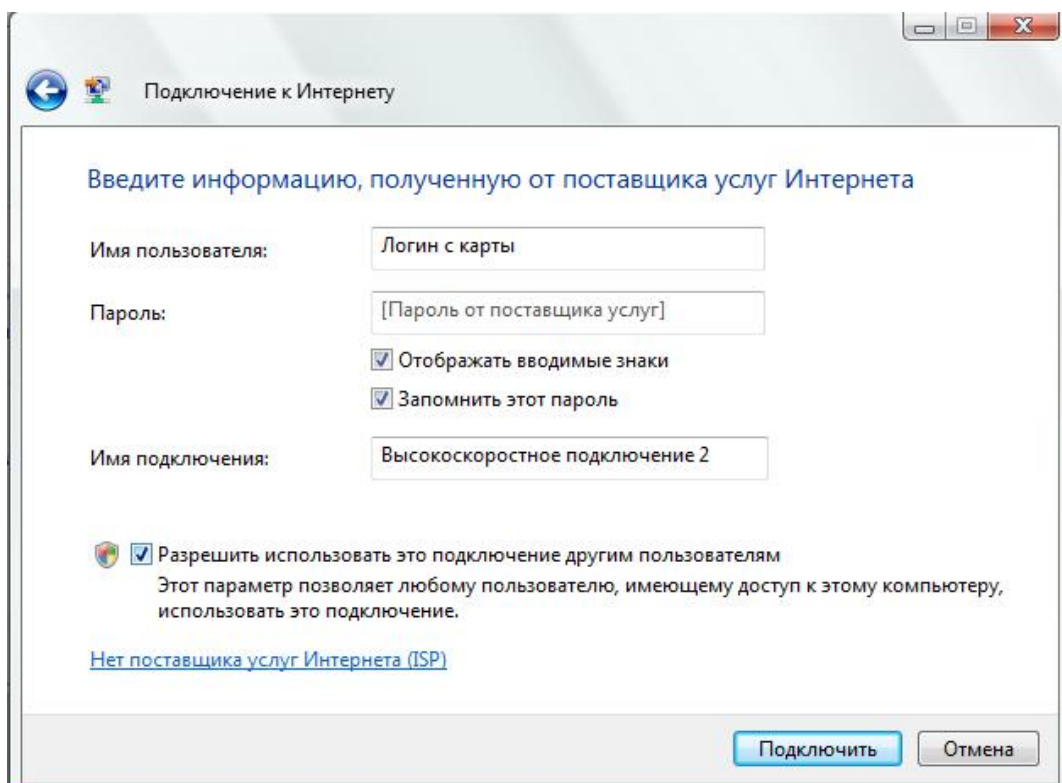 Подключение к Интернету
Введите информацию, полученную от поставщика услуг Интернета
Имя пользователя: Логин с карты
Пароль: [Пароль от поставщика услуг]
Отображать вводимые знаки
Запомнить этот пароль
Имя подключения: Высокоскоростное подключение 2
Разрешить использовать это подключение другим пользователям
Этот параметр позволяет любому пользователю, имеющему доступ к этому компьютеру,
использовать это подключение.
Нет поставщика услуг Интернета (ISP)
Подключить Отмена